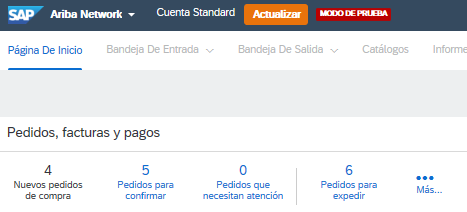 SAP Ariba Network Cuenta Standard Actualizar MODO DE PRUEBA
Página De Inicio Bandeja De Entrada Bandeja De Salida Catálogos Informe
Pedidos, facturas y pagos
4 5 0 6
Nuevos pedidos Pedidos para Pedidos que Pedidos para Más...
de compra confirmar necesitan atención expedir